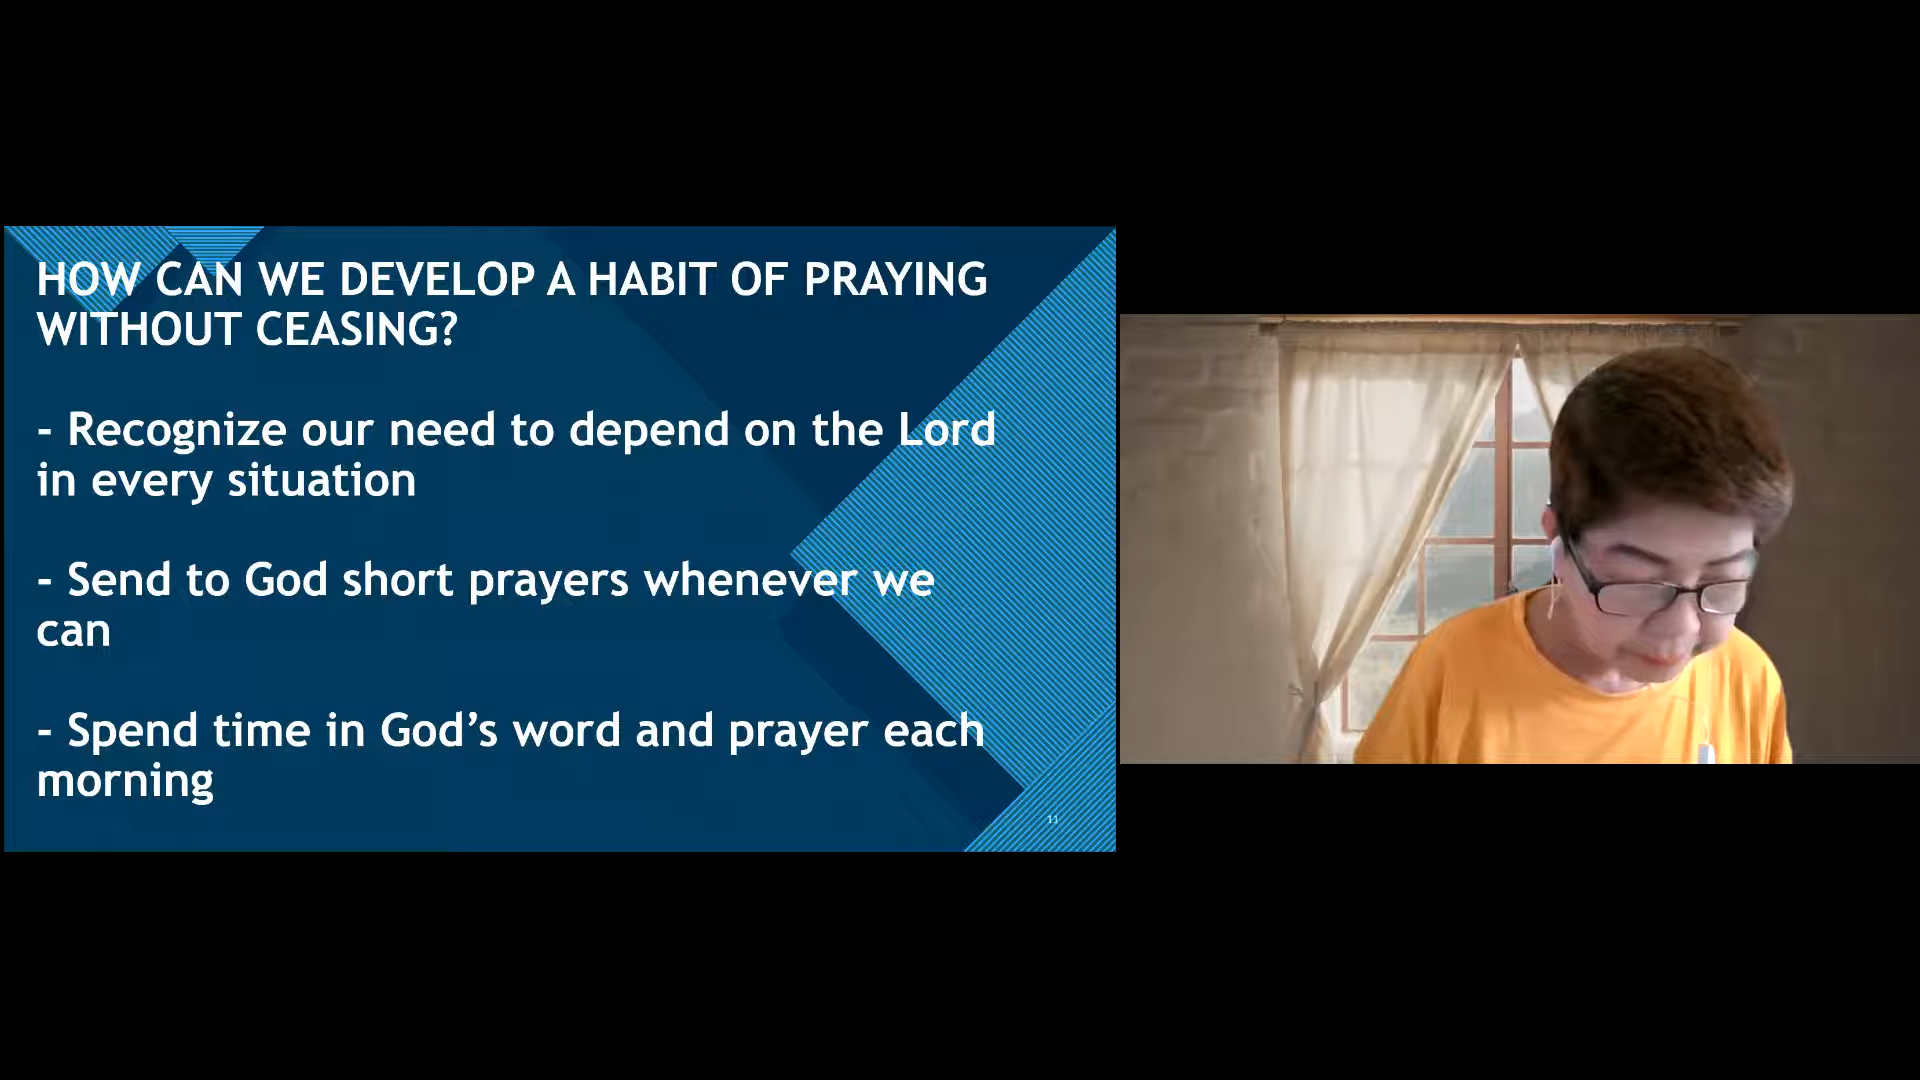 HOW CAN WE DEVELOP A HABIT OF PRAYING
WITHOUT CEASING?
- Recognize our need to depend on the Lord
in every situation
- Send to God short prayers whenever we
can
- Spend time in God’s word and prayer each
morning
11